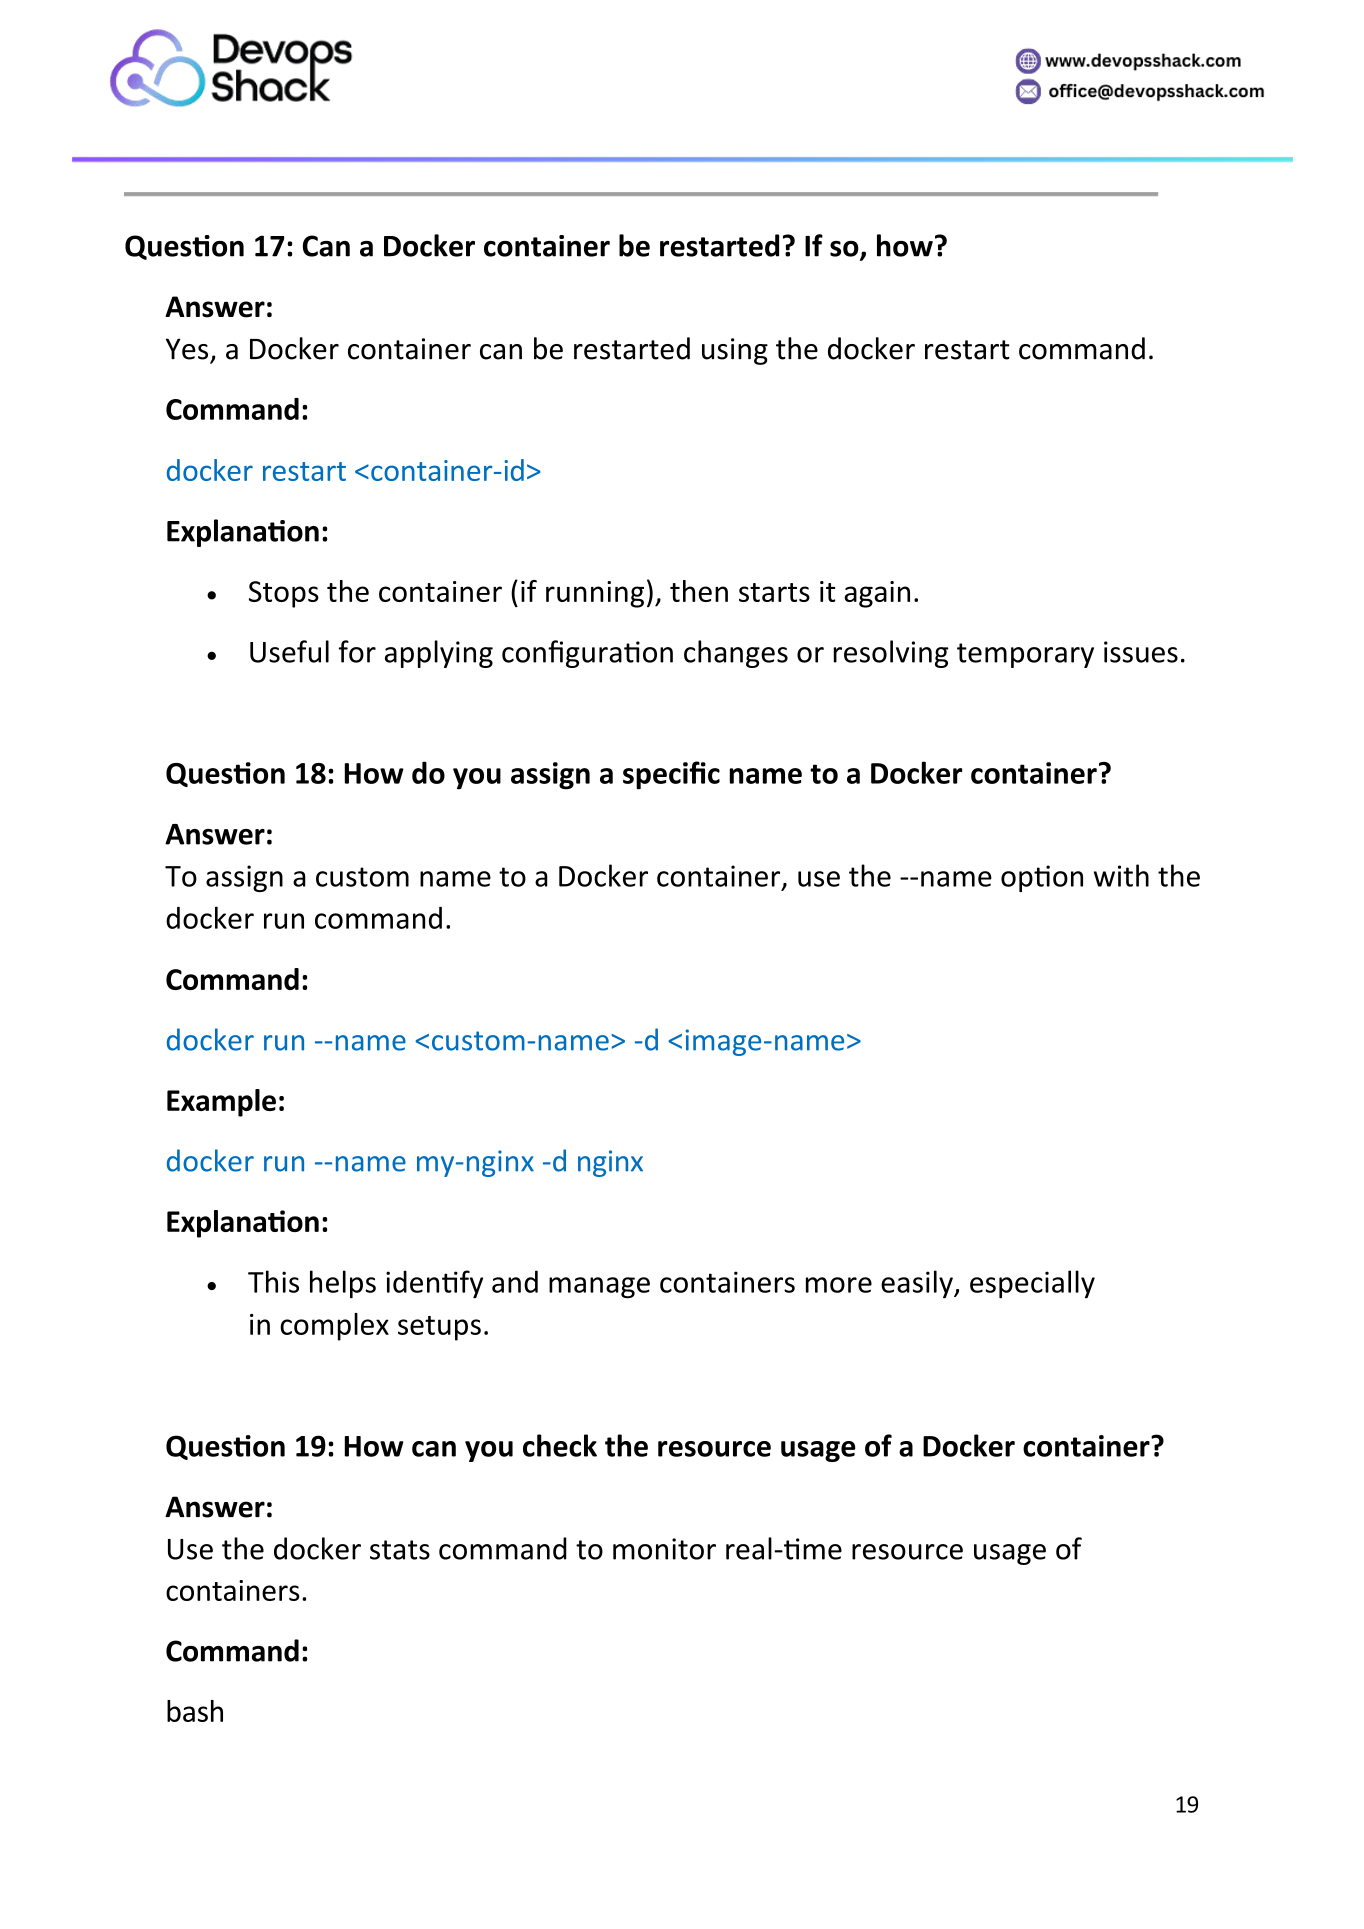 Devops
Shack
www.devopsshack.com
office@devopsshack.com
Question 17: Can a Docker container be restarted? If so, how?
Answer:
Yes, a Docker container can be restarted using the docker restart command.
Command:
docker restart <container-id>
Explanation:
• Stops the container (if running), then starts it again.
• Useful for applying configuration changes or resolving temporary issues.
Question 18: How do you assign a specific name to a Docker container?
Answer:
To assign a custom name to a Docker container, use the --name option with the
docker run command.
Command:
docker run --name <custom-name> -d <image-name>
Example:
docker run --name my-nginx -d nginx
Explanation:
• This helps identify and manage containers more easily, especially
in complex setups.
Question 19: How can you check the resource usage of a Docker container?
Answer:
Use the docker stats command to monitor real-time resource usage of
containers.
Command:
bash
19